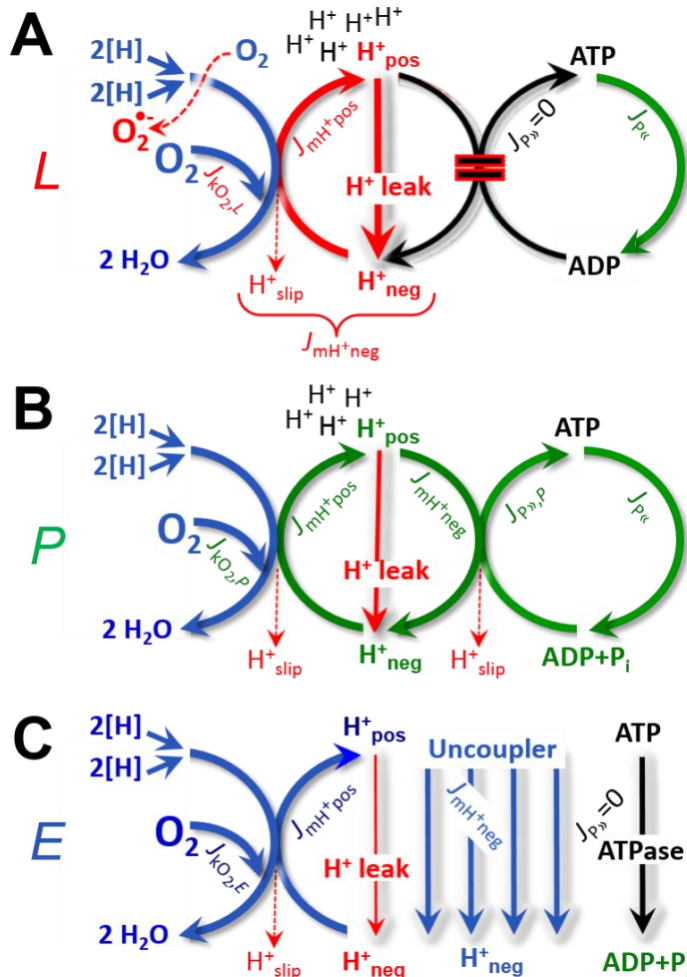 A
L
2[H]
2[H]
O₂
O₂•-
O₂
JkO₂,L
2 H₂O
H⁺ H⁺ H⁺
H⁺ H⁺
H⁺pos
JmH⁺pos
H⁺ leak
H⁺slip
H⁺neg
JmH⁺neg
JP»=0
ATP
JP«
ADP
B
P
2[H]
2[H]
O₂
JkO₂,P
2 H₂O
H⁺
H⁺ H⁺ H⁺
H⁺pos
JmH⁺pos
JmH⁺neg
H⁺ leak
H⁺slip
H⁺neg
H⁺slip
JP»,P
ATP
JP«
ADP+Pi
C
E
2[H]
2[H]
O₂
JkO₂,E
2 H₂O
H⁺pos
JmH⁺pos
H⁺ leak
H⁺slip
H⁺neg
Uncoupler
JmH⁺neg
H⁺neg
JP»=0
ATP
ATPase
ADP+P